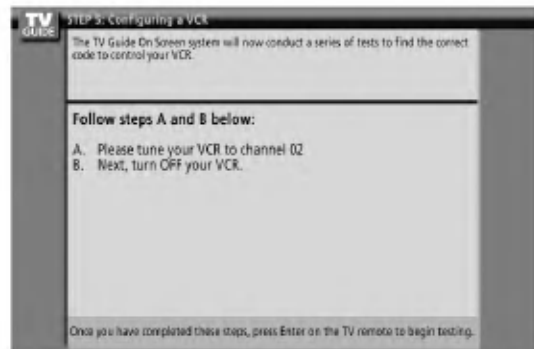 TV
GUIDE
STEP 5: Configuring a VCR
The TV Guide On Screen system will now conduct a series of tests to find the correct
code to control your VCR.
Follow steps A and B below:
A. Please tune your VCR to channel 02
B. Next, turn OFF your VCR.
Once you have completed these steps, press Enter on the TV remote to begin testing.